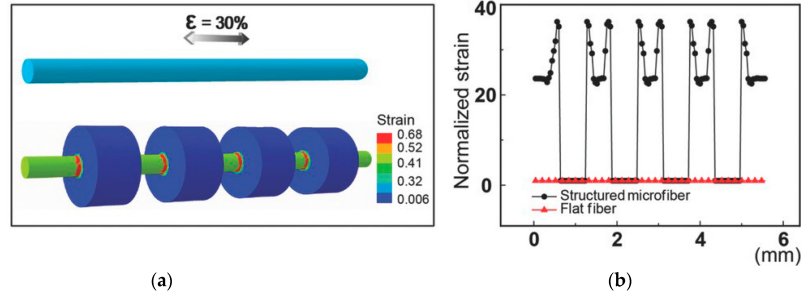 ε = 30%
Strain
0.68
0.52
0.41
0.32
0.006
(a)
Normalized strain
40
20
0
Structured microfiber
Flat fiber
0 2 4 6
(mm)
(b)